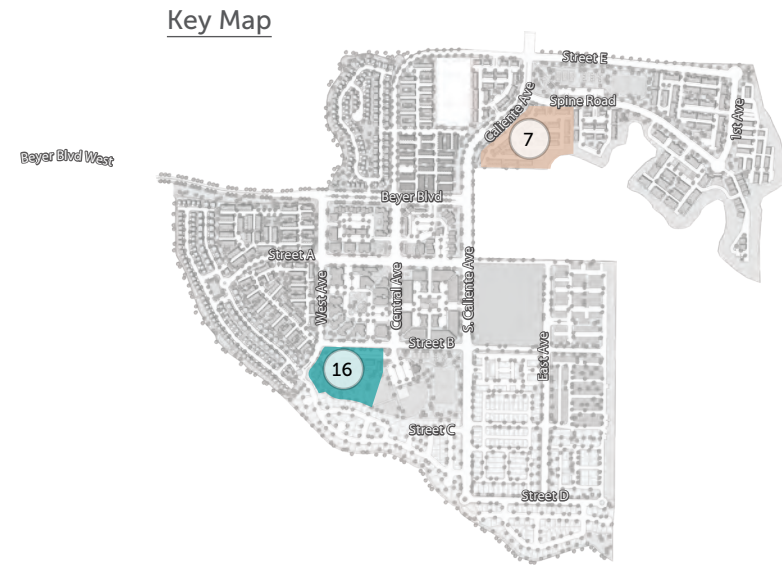 Key Map
Street E
Caliente Ave
Spine Road
1st Ave
7
Beyer Blvd West
Beyer Blvd
Street A
West Ave
Central Ave
S. Caliente Ave
Street B
East Ave
16
Street C
Street D